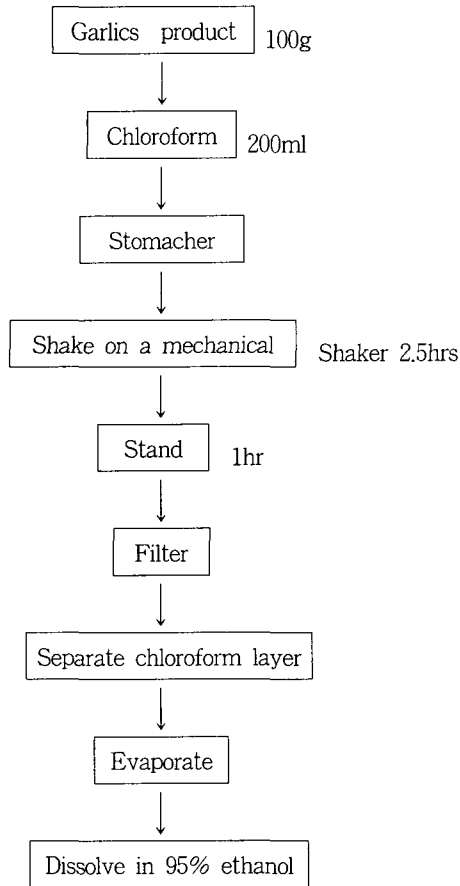 Garlics product 100g
Chloroform 200ml
Stomacher
Shake on a mechanical Shaker 2.5hrs
Stand 1hr
Filter
Separate chloroform layer
Evaporate
Dissolve in 95% ethanol